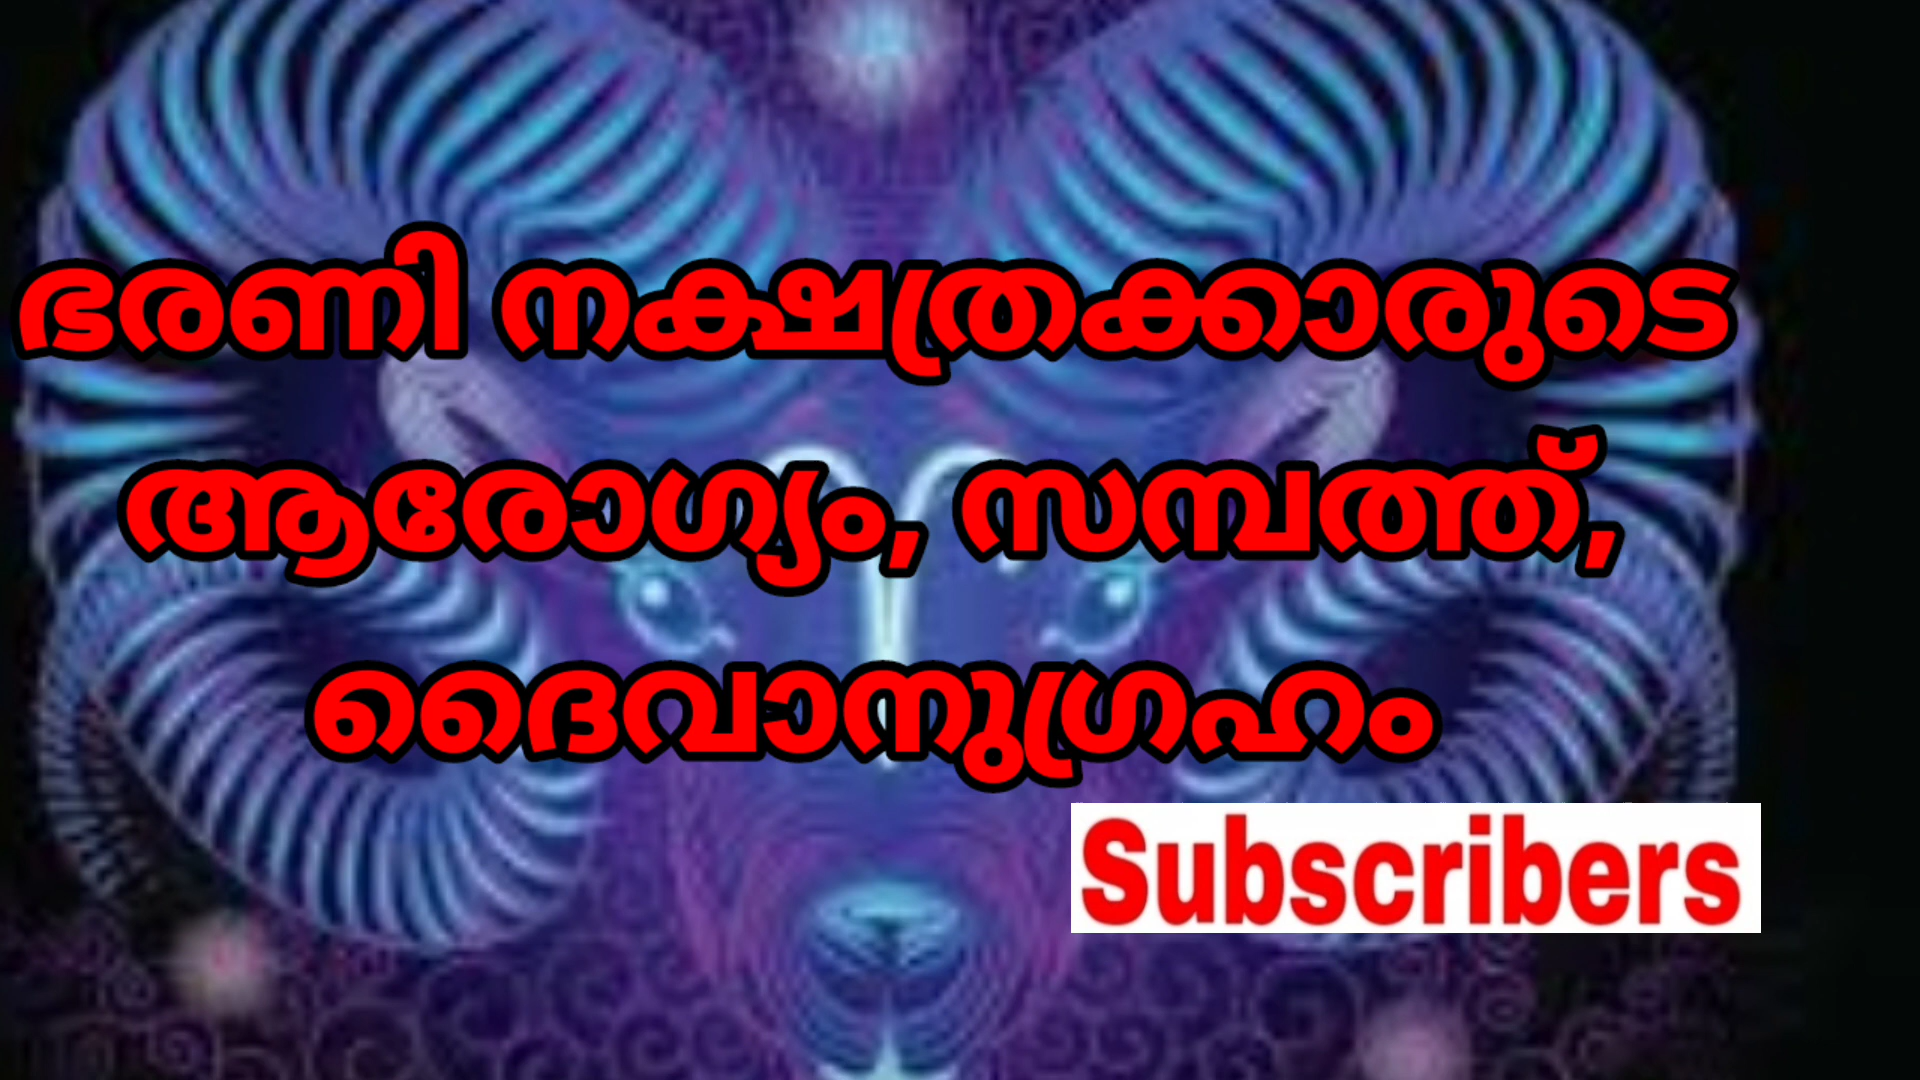 ഭരണി നക്ഷത്രക്കാരുടെ
ആരോഗ്യം, സമ്പത്ത്,
ദൈവാനുഗ്രഹം
Subscribers